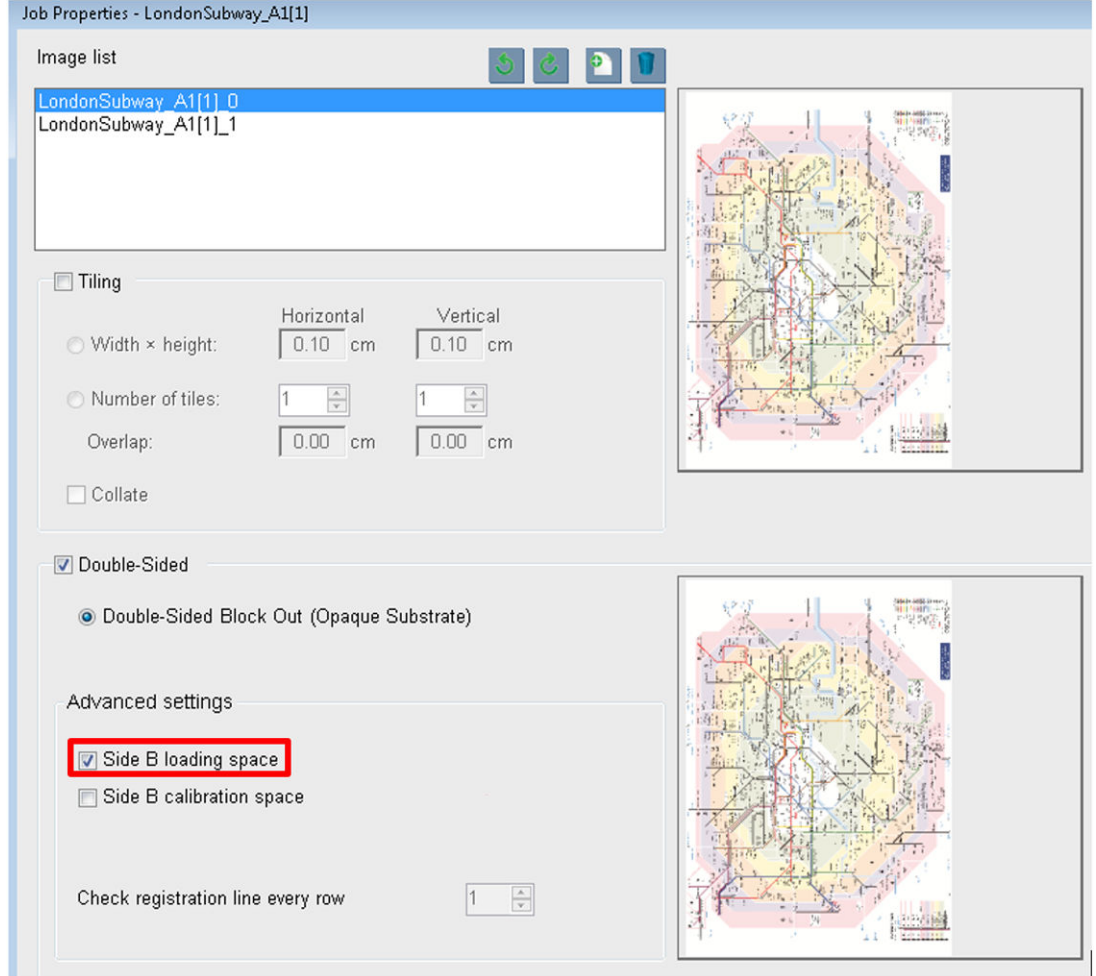 Job Properties - LondonSubway_A1[1]
Image list
LondonSubway_A1[1]_0
LondonSubway_A1[1]_1
Tiling
Horizontal Vertical
Width × height: 0.10 cm 0.10 cm
Number of tiles: 1 1
Overlap: 0.00 cm 0.00 cm
Collate
Double-Sided
Double-Sided Block Out (Opaque Substrate)
Advanced settings
Side B loading space
Side B calibration space
Check registration line every row 1